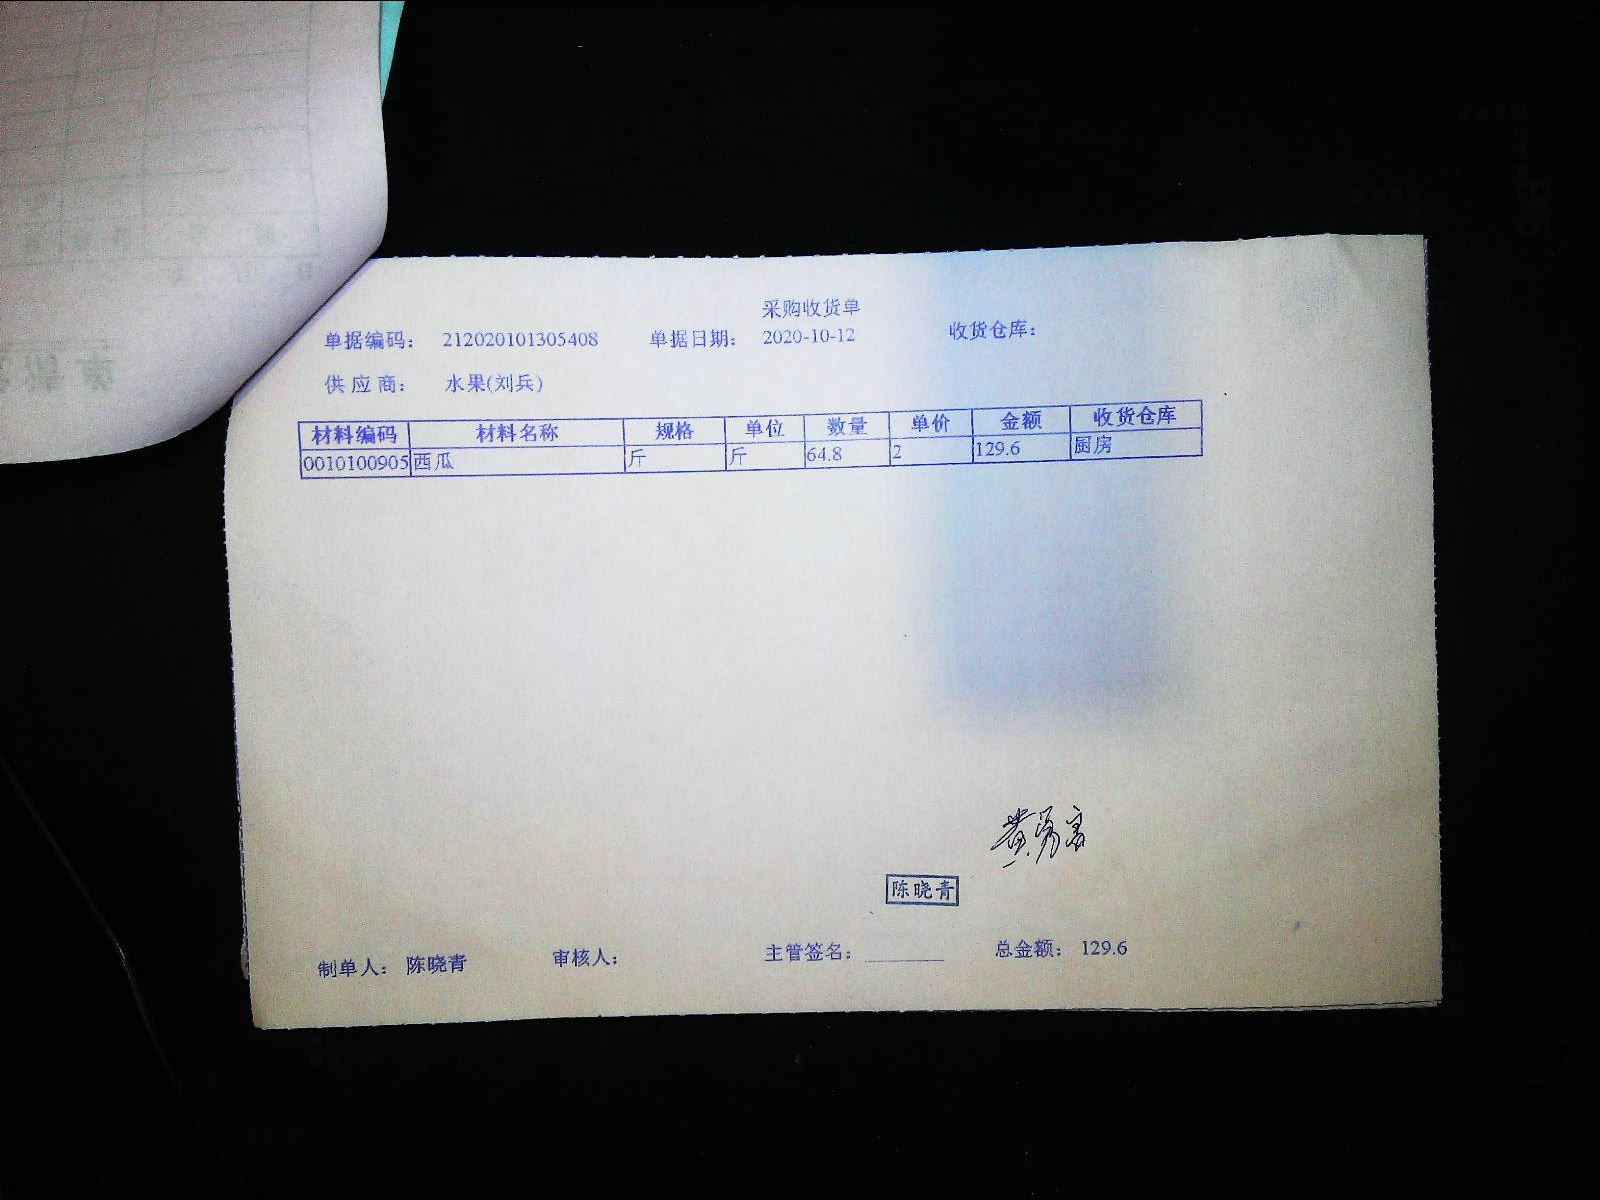 采购收货单
单据编码： 212020101305408 单据日期： 2020-10-12 收货仓库：
供应商： 水果(刘兵)
材料编码 材料名称 规格 单位 数量 单价 金额 收货仓库
0010100905 西瓜 斤 斤 64.8 2 129.6 厨房
陈晓青
制单人： 陈晓青 审核人： 主管签名： 总金额： 129.6